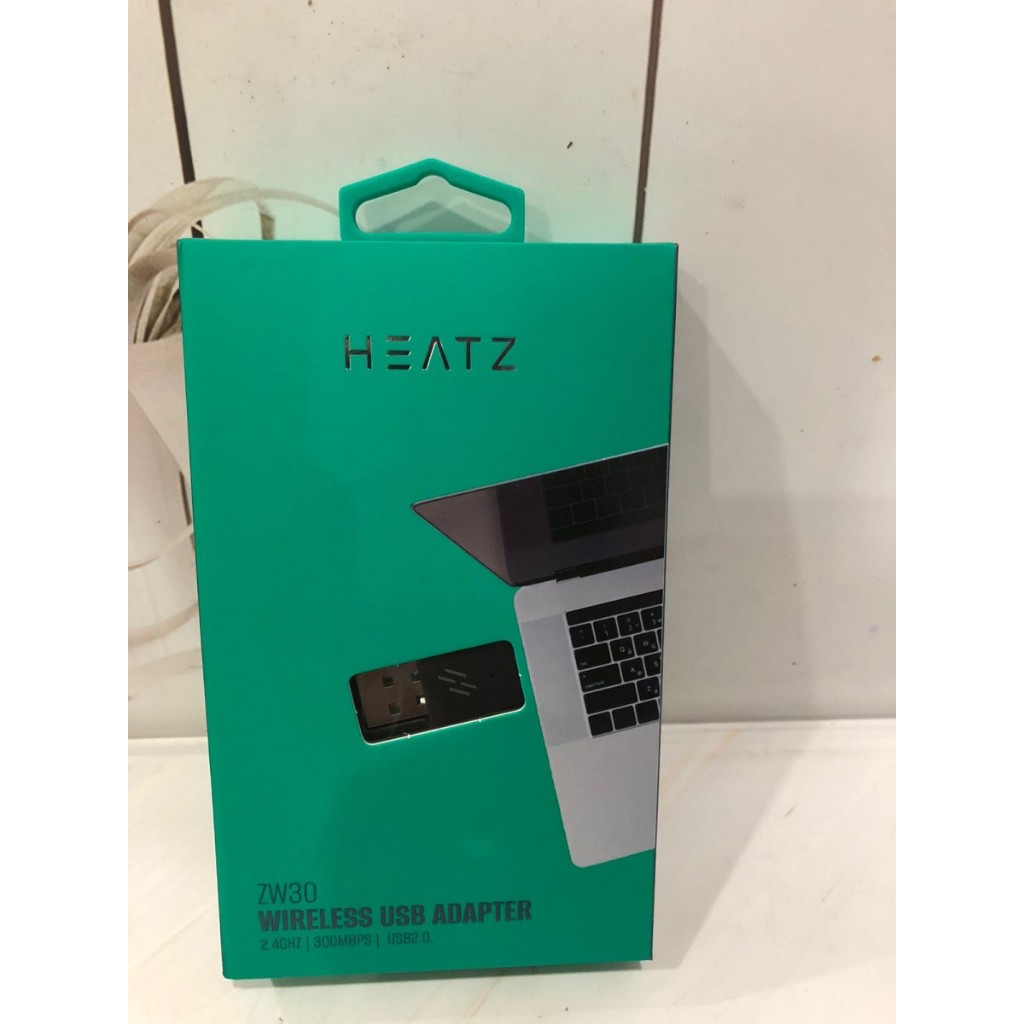 HEATZ
ZW30
WIRELESS USB ADAPTER
2.4GHZ | 300MBPS | USB2.0